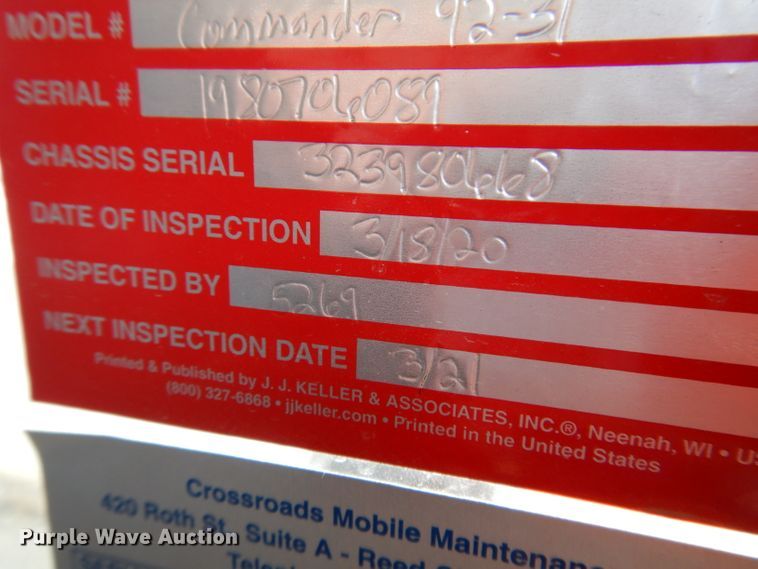 MODEL # Commander 92-31
SERIAL # 1980706089
CHASSIS SERIAL 323980668
DATE OF INSPECTION 3/18/20
INSPECTED BY 5269
NEXT INSPECTION DATE 3/21
Printed & Published by J. J. KELLER & ASSOCIATES, INC.®, Neenah, WI •
(800) 327-6868 • jjkeller.com • Printed in the United States
Crossroads Mobile
420 Roth St., Suite A - Reed
Purple Wave Auction